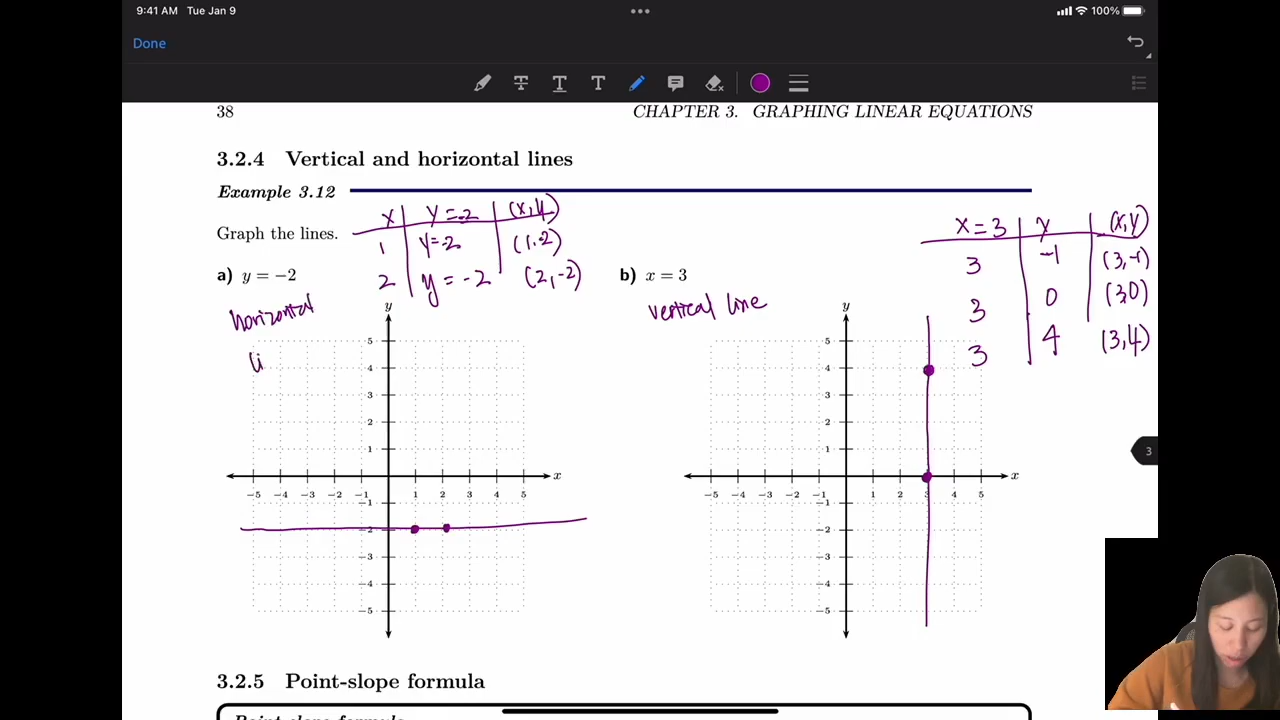 9:41 AM Tue Jan 9
100%
Done
38
CHAPTER 3. GRAPHING LINEAR EQUATIONS
3.2.4 Vertical and horizontal lines
Example 3.12
Graph the lines.
x y=-2 (x,y)
1 y=-2 (1,-2)
2 y=-2 (2,-2)
x=3 y (x,y)
3 -1 (3,-1)
3 0 (3,0)
3 4 (3,4)
a) y = −2
horizontal
li
b) x = 3
vertical line
y
5
4
3
2
1
−5 −4 −3 −2 −1 1 2 3 4 5 x
−1
−2
−3
−4
−5
y
5
4
3
2
1
−5 −4 −3 −2 −1 1 2 3 4 5 x
−1
−2
−3
−4
−5
3
3.2.5 Point-slope formula
Point-slope formula